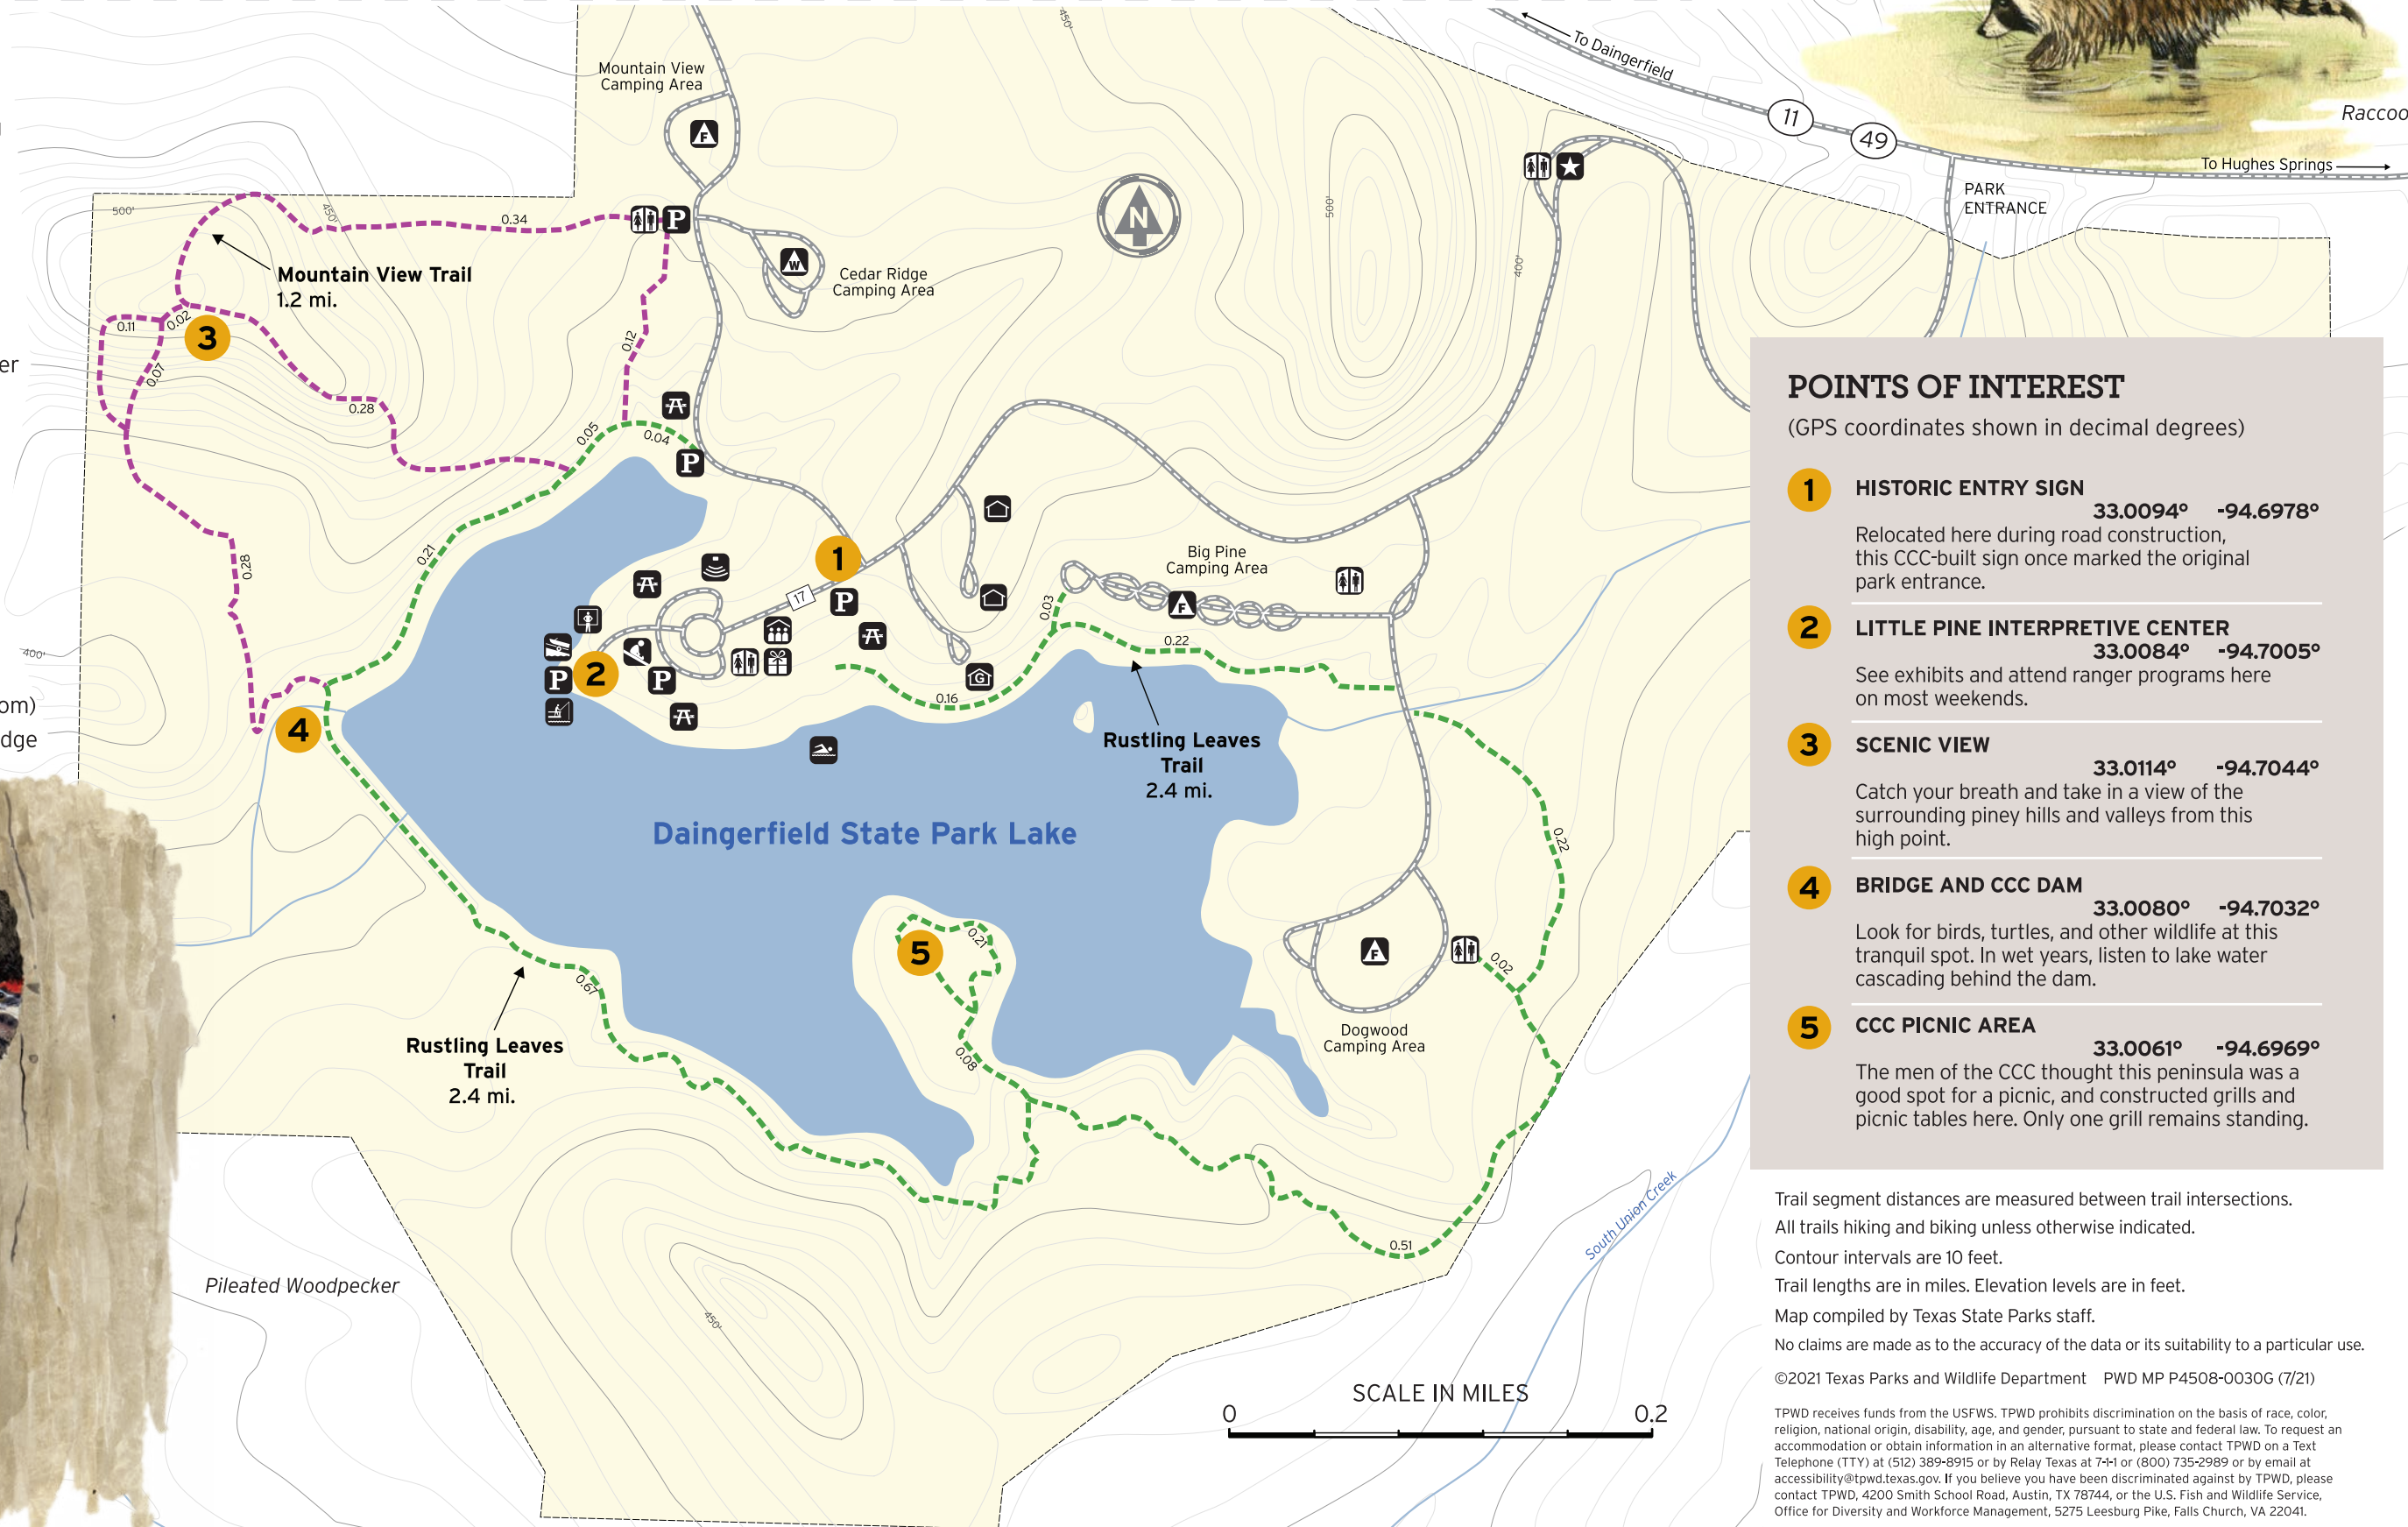 To Daingerfield
11
49
Raccoo
To Hughes Springs
PARK
ENTRANCE
Mountain View
Camping Area
F
450'
500'
450'
0.34
P
N
500'
400'
Mountain View Trail
1.2 mi.
W
Cedar Ridge
Camping Area
0.11
0.02
3
0.07
0.12
er
0.28
0.05
0.04
P
0.21
0.28
1
17
P
Big Pine
Camping Area
F
0.03
0.22
400'
2
P
P
G
0.16
om)
dge
4
Rustling Leaves
Trail
2.4 mi.
Daingerfield State Park Lake
0.22
5
0.21
F
0.02
0.67
Rustling Leaves
Trail
2.4 mi.
0.08
Dogwood
Camping Area
South Union Creek
0.51
Pileated Woodpecker
450'
SCALE IN MILES
0 0.2
POINTS OF INTEREST
(GPS coordinates shown in decimal degrees)
1 HISTORIC ENTRY SIGN
33.0094° -94.6978°
Relocated here during road construction,
this CCC-built sign once marked the original
park entrance.
2 LITTLE PINE INTERPRETIVE CENTER
33.0084° -94.7005°
See exhibits and attend ranger programs here
on most weekends.
3 SCENIC VIEW
33.0114° -94.7044°
Catch your breath and take in a view of the
surrounding piney hills and valleys from this
high point.
4 BRIDGE AND CCC DAM
33.0080° -94.7032°
Look for birds, turtles, and other wildlife at this
tranquil spot. In wet years, listen to lake water
cascading behind the dam.
5 CCC PICNIC AREA
33.0061° -94.6969°
The men of the CCC thought this peninsula was a
good spot for a picnic, and constructed grills and
picnic tables here. Only one grill remains standing.
Trail segment distances are measured between trail intersections.
All trails hiking and biking unless otherwise indicated.
Contour intervals are 10 feet.
Trail lengths are in miles. Elevation levels are in feet.
Map compiled by Texas State Parks staff.
No claims are made as to the accuracy of the data or its suitability to a particular use.
©2021 Texas Parks and Wildlife Department PWD MP P4508-0030G (7/21)
TPWD receives funds from the USFWS. TPWD prohibits discrimination on the basis of race, color,
religion, national origin, disability, age, and gender, pursuant to state and federal law. To request an
accommodation or obtain information in an alternative format, please contact TPWD on a Text
Telephone (TTY) at (512) 389-8915 or by Relay Texas at 7-1-1 or (800) 735-2989 or by email at
accessibility@tpwd.texas.gov. If you believe you have been discriminated against by TPWD, please
contact TPWD, 4200 Smith School Road, Austin, TX 78744, or the U.S. Fish and Wildlife Service,
Office for Diversity and Workforce Management, 5275 Leesburg Pike, Falls Church, VA 22041.